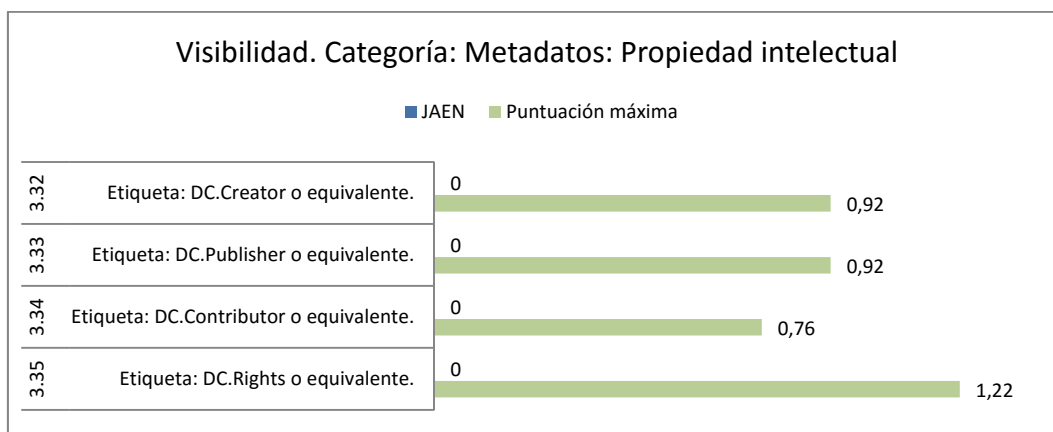 Visibilidad. Categoría: Metadatos: Propiedad intelectual
JAEN Puntuación máxima
3.32 Etiqueta: DC.Creator o equivalente. 0
0,92
3.33 Etiqueta: DC.Publisher o equivalente. 0
0,92
3.34 Etiqueta: DC.Contributor o equivalente. 0
0,76
3.35 Etiqueta: DC.Rights o equivalente. 0
1,22